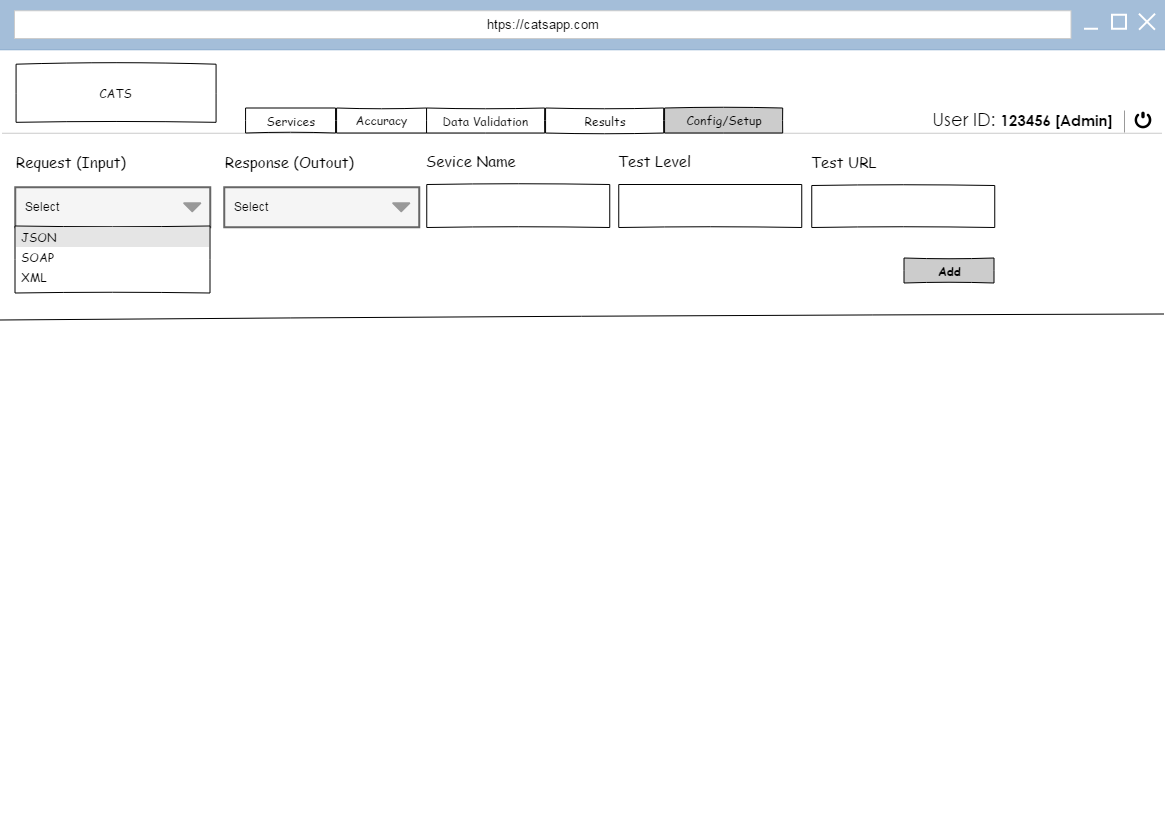 htps://catsapp.com
CATS
Services Accuracy Data Validation Results Config/Setup User ID: 123456 [Admin]
Request (Input) Response (Outout) Sevice Name Test Level Test URL
Select Select
JSON
SOAP
XML
Add